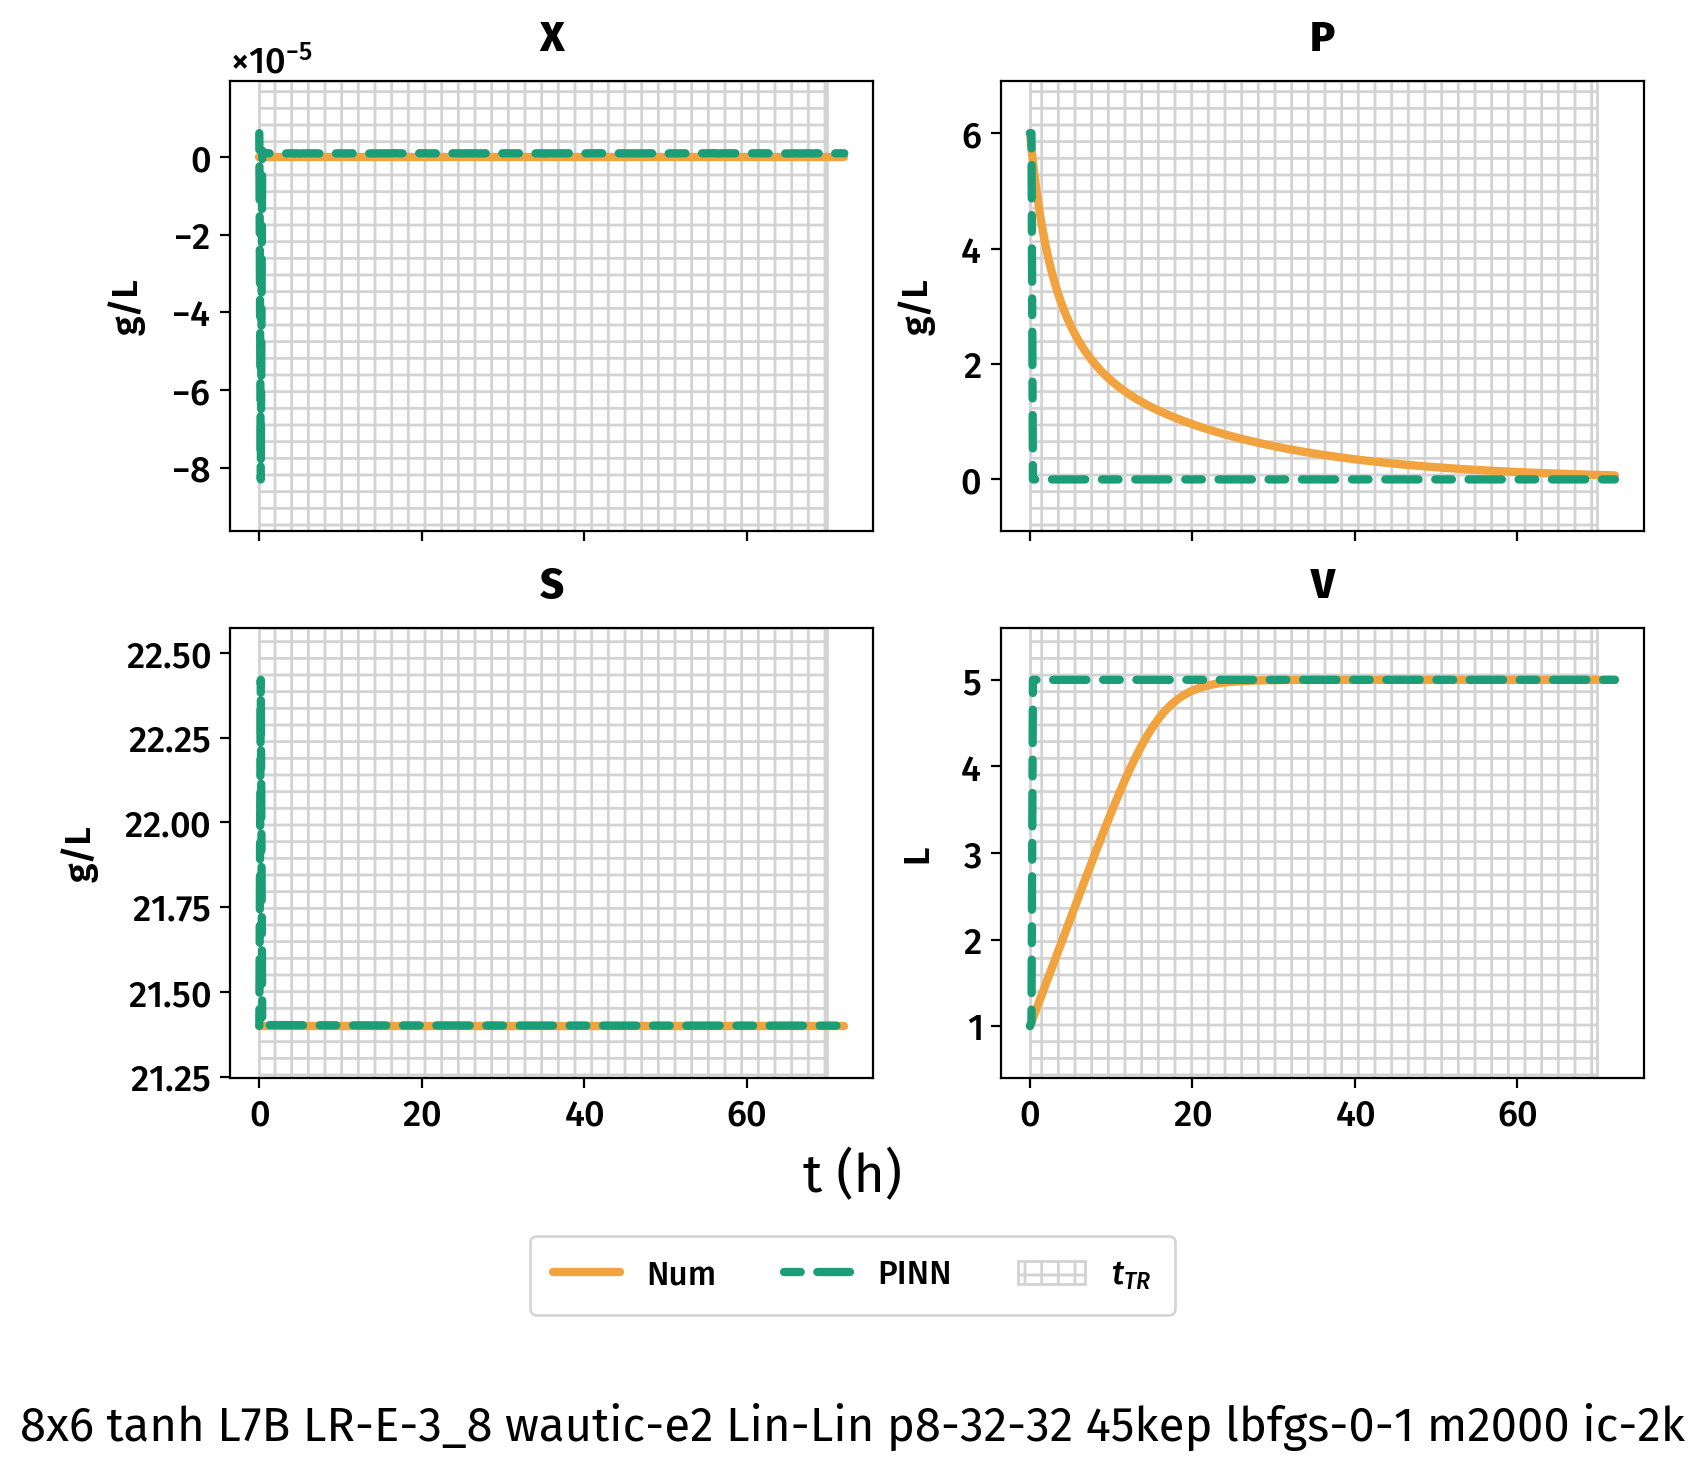 X
P
×10⁻⁵
0
−2
−4
−6
−8
g/L
6
4
2
0
g/L
S
V
22.50
22.25
22.00
21.75
21.50
21.25
g/L
0 20 40 60
5
4
3
2
1
L
0 20 40 60
t (h)
Num PINN t_TR
8x6 tanh L7B LR-E-3_8 wautic-e2 Lin-Lin p8-32-32 45kep lbfgs-0-1 m2000 ic-2k